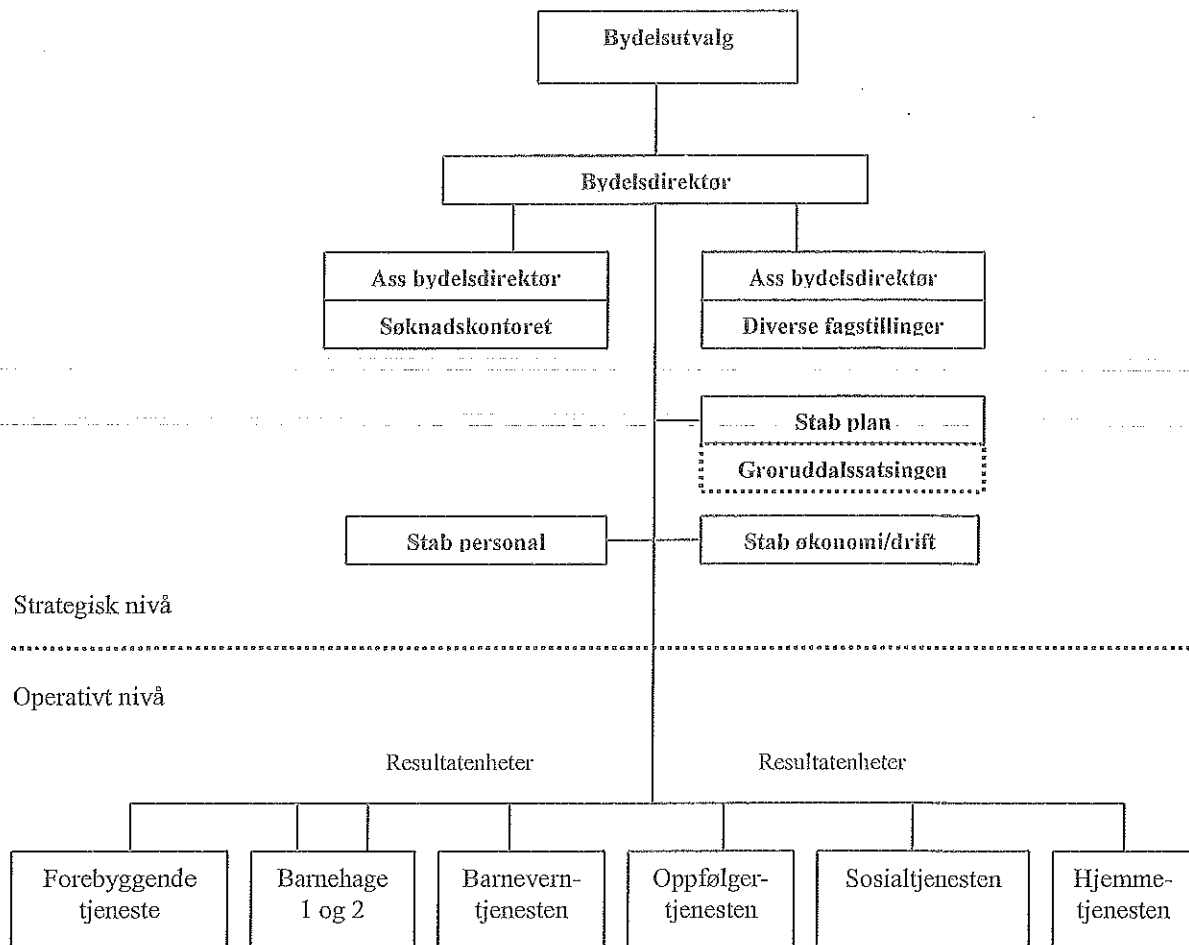 Bydelsutvalg
Bydelsdirektør
Ass bydelsdirektør
Søknadskontoret
Ass bydelsdirektør
Diverse fagstillinger
Stab plan
Groruddalssatsingen
Stab personal
Stab økonomi/drift
Strategisk nivå
Operativt nivå
Resultatenheter
Resultatenheter
Forebyggende
tjeneste
Barnehage
1 og 2
Barnevern-
tjenesten
Oppfølger-
tjenesten
Sosialtjenesten
Hjemme-
tjenesten